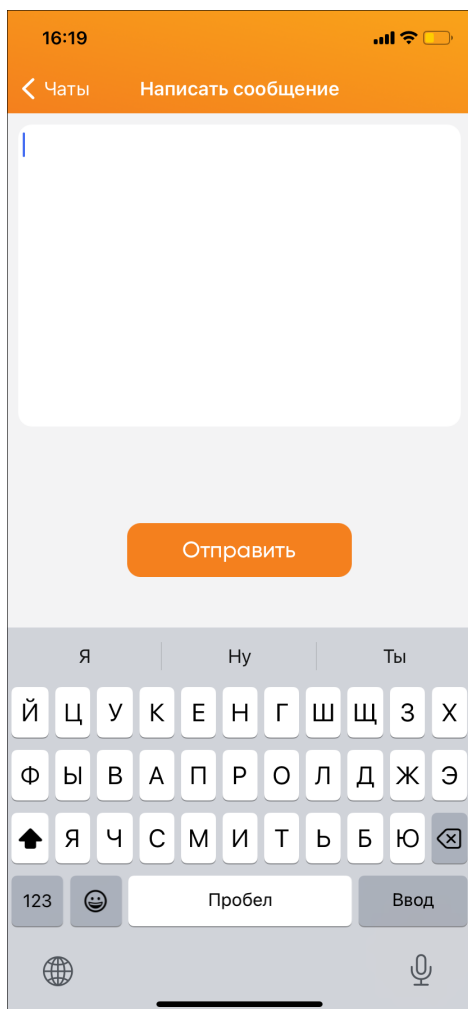 16:19
Чаты Написать сообщение
Отправить
Я Ну Ты
Й Ц У К Е Н Г Ш Щ З Х
Ф Ы В А П Р О Л Д Ж Э
Я Ч С М И Т Ь Б Ю
123 Пробел Ввод